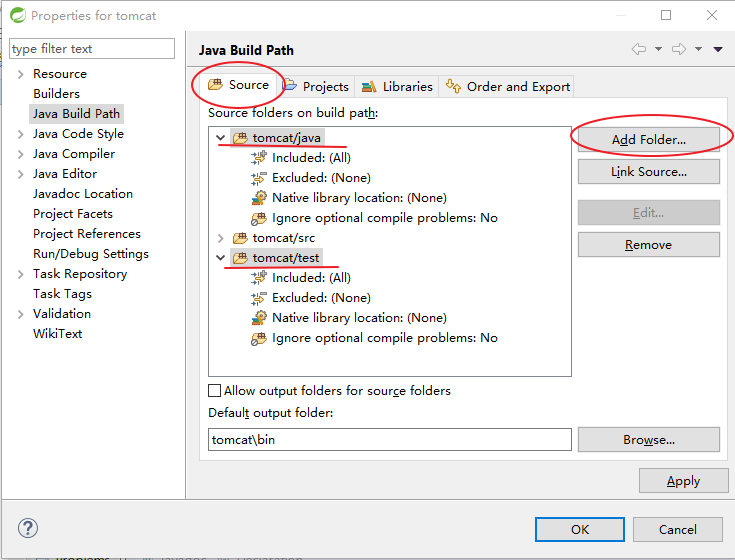 Properties for tomcat
type filter text
Resource
Builders
Java Build Path
Java Code Style
Java Compiler
Java Editor
Javadoc Location
Project Facets
Project References
Run/Debug Settings
Task Repository
Task Tags
Validation
WikiText
Java Build Path
Source Projects Libraries Order and Export
Source folders on build path:
tomcat/java
Included: (All)
Excluded: (None)
Native library location: (None)
Ignore optional compile problems: No
tomcat/src
tomcat/test
Included: (All)
Excluded: (None)
Native library location: (None)
Ignore optional compile problems: No
Add Folder...
Link Source...
Edit...
Remove
Allow output folders for source folders
Default output folder:
tomcat\bin
Browse...
Apply
?
OK
Cancel